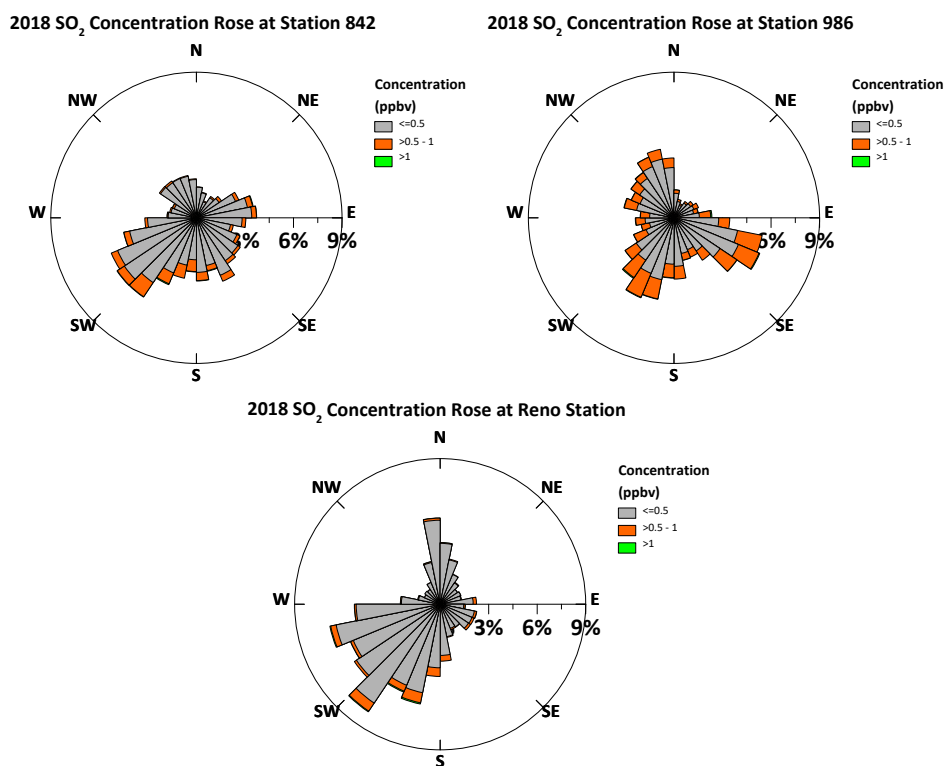 2018 SO2 Concentration Rose at Station 842
N
NW
NE
W
E
SW
SE
S
3%
6%
9%
Concentration
(ppbv)
<=0.5
>0.5 - 1
>1
2018 SO2 Concentration Rose at Station 986
N
NE
E
SE
S
6%
9%
Concentration
(ppbv)
<=0.5
>0.5 - 1
>1
2018 SO2 Concentration Rose at Reno Station
N
NW
NE
W
E
SW
SE
S
3%
6%
9%
Concentration
(ppbv)
<=0.5
>0.5 - 1
>1